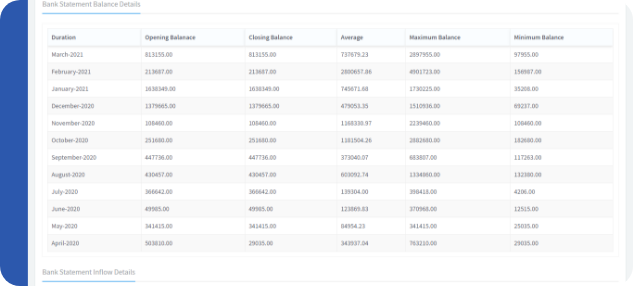 Bank Statement Balance Details
Duration Opening Balanace Closing Balance Average Maximum Balance Minimum Balance
March-2021 813155.00 813155.00 737679.23 2897955.00 97955.00
February-2021 213687.00 213687.00 2880657.86 4901723.00 156987.00
January-2021 1638349.00 1638349.00 745671.68 1730225.00 35208.00
December-2020 1379665.00 1379665.00 479053.35 1510936.00 69237.00
November-2020 108460.00 108460.00 1168330.97 2239460.00 108460.00
October-2020 251680.00 251680.00 1181504.26 2882680.00 182680.00
September-2020 447736.00 447736.00 373040.07 683807.00 117263.00
August-2020 430457.00 430457.00 603092.74 1334880.00 132380.00
July-2020 366642.00 366642.00 139304.00 398418.00 4206.00
June-2020 49985.00 49985.00 123869.83 370968.00 12515.00
May-2020 341415.00 341415.00 84954.23 341415.00 25035.00
April-2020 503810.00 29035.00 343937.04 763210.00 29035.00
Bank Statement Inflow Details